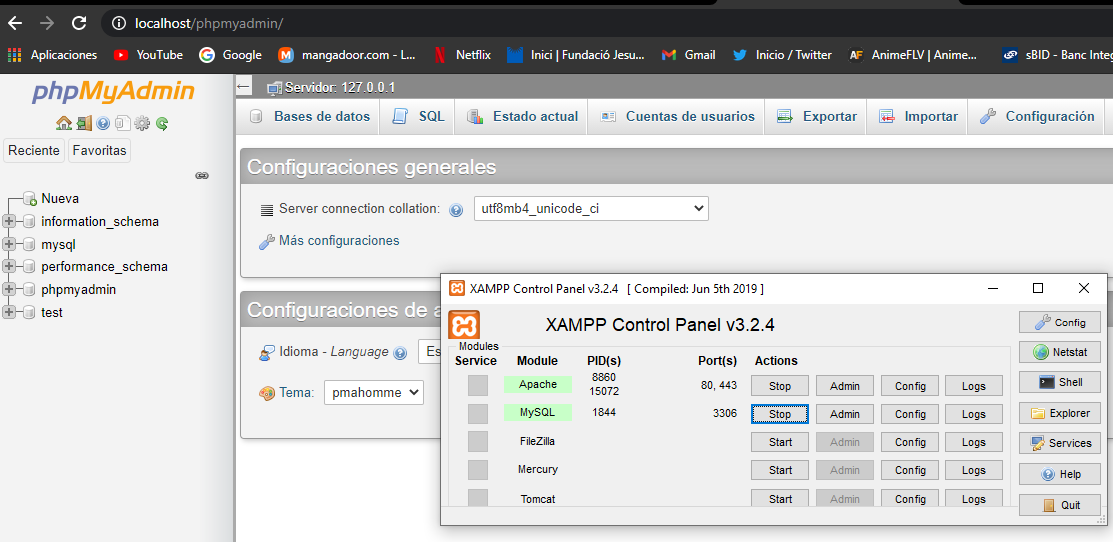 localhost/phpmyadmin/
Aplicaciones YouTube Google mangadoor.com - L... Netflix Inici | Fundació Jesu... Gmail Inicio / Twitter AnimeFLV | Anime... sBID - Banc Integ
phpMyAdmin
Reciente Favoritas
Nueva
information_schema
mysql
performance_schema
phpmyadmin
test
Servidor: 127.0.0.1
Bases de datos SQL Estado actual Cuentas de usuarios Exportar Importar Configuración
Configuraciones generales
Server connection collation: utf8mb4_unicode_ci
Más configuraciones
Configuraciones de a
Idioma - Language Es
Tema: pmahomme
XAMPP Control Panel v3.2.4 [ Compiled: Jun 5th 2019 ]
XAMPP Control Panel v3.2.4
Modules
Service Module PID(s) Port(s) Actions
Apache 8860 15072 80, 443 Stop Admin Config Logs
MySQL 1844 3306 Stop Admin Config Logs
FileZilla Start Admin Config Logs
Mercury Start Admin Config Logs
Tomcat Start Admin Config Logs
Config
Netstat
Shell
Explorer
Services
Help
Quit